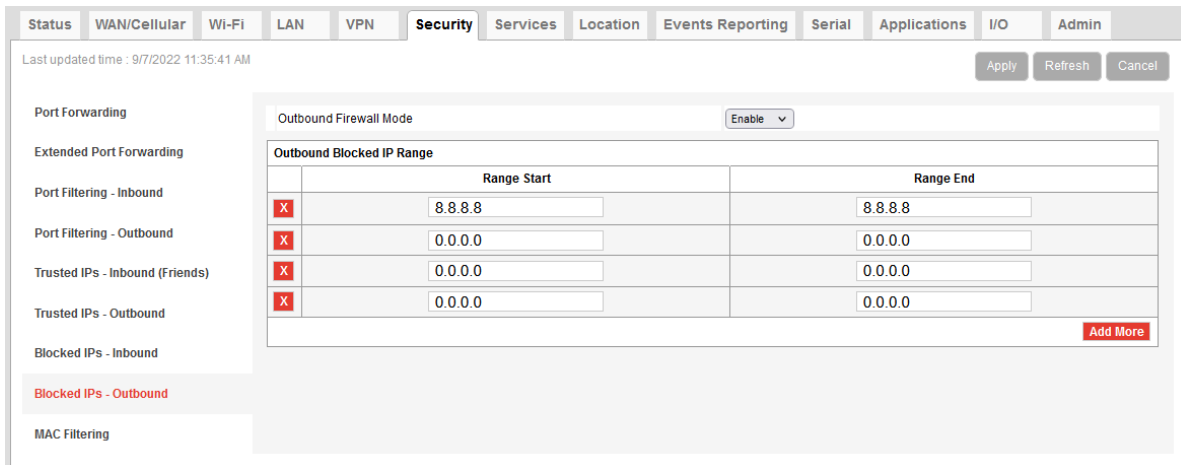 Status WAN/Cellular Wi-Fi LAN VPN Security Services Location Events Reporting Serial Applications I/O Admin
Last updated time : 9/7/2022 11:35:41 AM
Apply Refresh Cancel
Port Forwarding
Extended Port Forwarding
Port Filtering - Inbound
Port Filtering - Outbound
Trusted IPs - Inbound (Friends)
Trusted IPs - Outbound
Blocked IPs - Inbound
Blocked IPs - Outbound
MAC Filtering
Outbound Firewall Mode Enable
Outbound Blocked IP Range
Range Start Range End
X 8.8.8.8 8.8.8.8
X 0.0.0.0 0.0.0.0
X 0.0.0.0 0.0.0.0
X 0.0.0.0 0.0.0.0
Add More